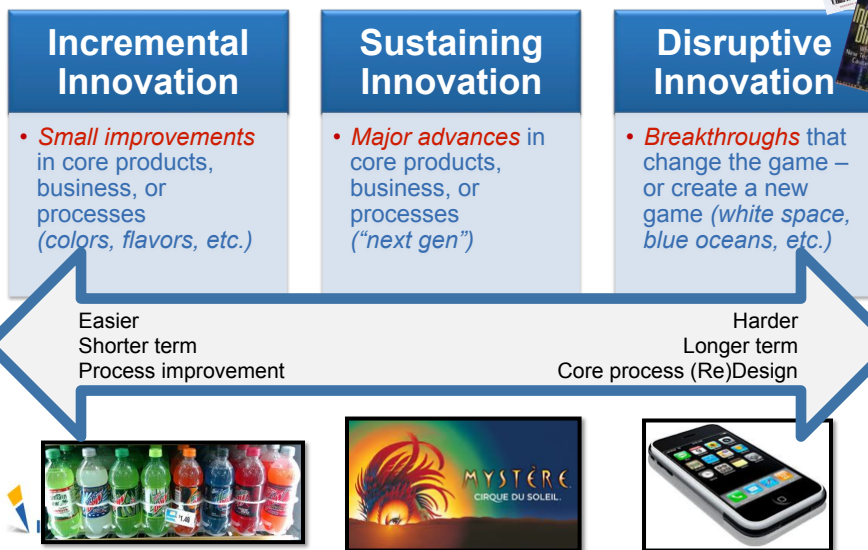 Incremental
Innovation
• Small improvements
in core products,
business, or
processes
(colors, flavors, etc.)
Sustaining
Innovation
• Major advances in
core products,
business, or
processes
(“next gen”)
Disruptive
Innovation
• Breakthroughs that
change the game –
or create a new
game (white space,
blue oceans, etc.)
Easier
Shorter term
Process improvement
Harder
Longer term
Core process (Re)Design
MYSTÈRE
CIRQUE DU SOLEIL.